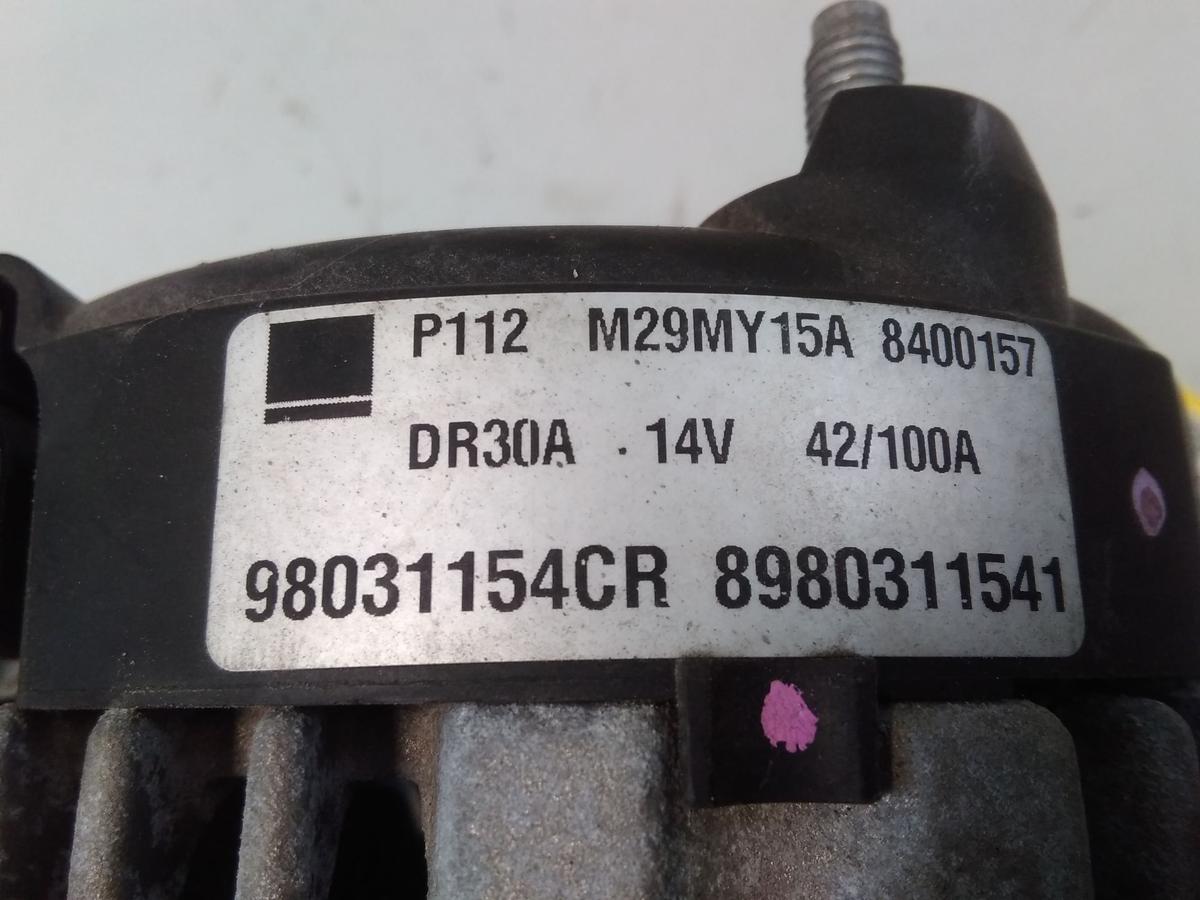 P112 M29MY15A 8400157
DR30A 14V 42/100A
98031154CR 8980311541